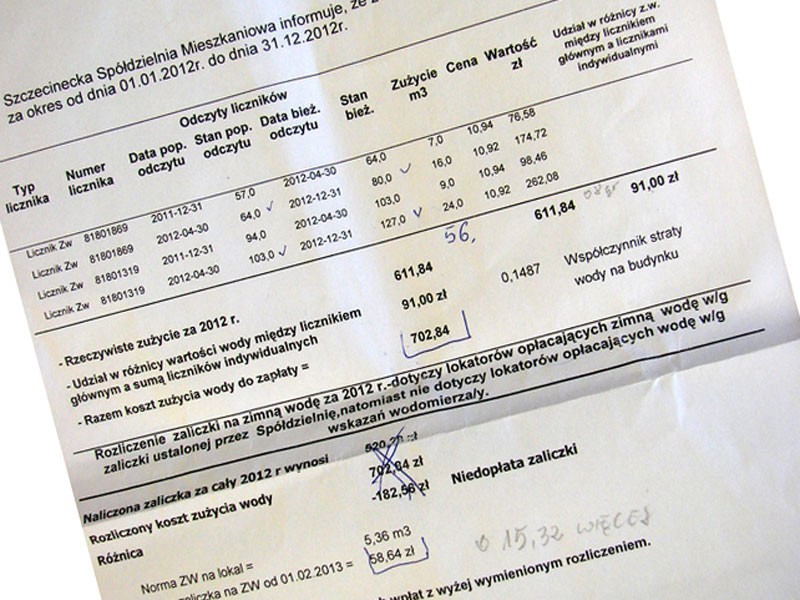 Szczecinecka Spółdzielnia Mieszkaniowa informuje, że z
za okres od dnia 01.01.2012r. do dnia 31.12.2012r.
Odczyty liczników
Typ licznika Numer licznika Data pop. odczytu Stan pop. odczytu Data bież. odczytu Stan bież. Zużycie m3 Cena Wartość zł Udział w różnicy z.w. między licznikiem głównym a licznikami indywidualnymi
Licznik Zw 81801869 2011-12-31 57,0 2012-04-30 64,0 7,0 10,94 76,58
Licznik Zw 81801869 2012-04-30 64,0 2012-12-31 80,0 16,0 10,92 174,72
Licznik Zw 81801319 2011-12-31 94,0 2012-04-30 103,0 9,0 10,94 98,46
Licznik Zw 81801319 2012-04-30 103,0 2012-12-31 127,0 24,0 10,92 262,08
56,
611,84 91,00 zł
- Rzeczywiste zużycie za 2012 r. 611,84
- Udział w różnicy wartości wody między licznikiem
głównym a sumą liczników indywidualnych 91,00 zł 0,1487 Współczynnik straty
wody na budynku
- Razem koszt zużycia wody do zapłaty = 702,84
Rozliczenie zaliczki na zimną wodę za 2012 r.-dotyczy lokatorów opłacających zimną wodę w/g
zaliczki ustalonej przez Spółdzielnię,natomiast nie dotyczy lokatorów opłacających wodę w/g
wskazań wodomierza/y.
Naliczona zaliczka za cały 2012 r wynosi
Rozliczony koszt zużycia wody 702,84 zł
Różnica -182,56 zł Niedopłata zaliczki
Norma ZW na lokal = 5,36 m3
zaliczka na ZW od 01.02.2013 = 58,64 zł
o 15,32 WIĘCEJ
wpłat z wyżej wymienionym rozliczeniem.